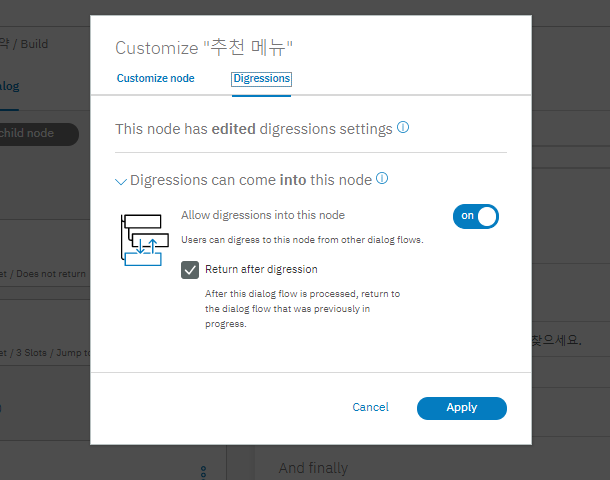 약 / Build
Customize "추천 메뉴"
Customize node
Digressions
alog
child node
This node has edited digressions settings
Digressions can come into this node
Allow digressions into this node
on
Users can digress to this node from other dialog flows.
Return after digression
After this dialog flow is processed, return to
the dialog flow that was previously in
progress.
et / Does not return
찾으세요.
et / 3 Slots / Jump to
Cancel
Apply
And finally